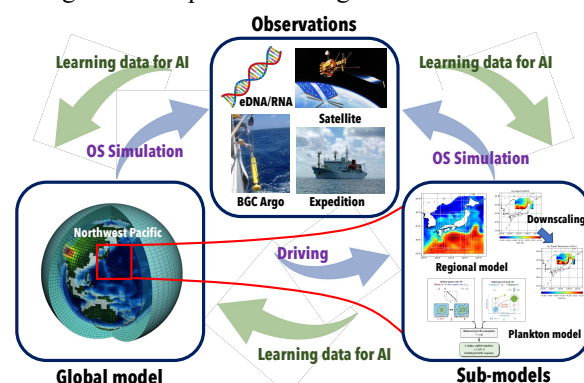 Observations
Learning data for AI
Learning data for AI
eDNA/RNA
Satellite
OS Simulation
OS Simulation
BGC Argo
Expedition
Northwest Pacific
Driving
Downscaling
Regional model
Plankton model
Learning data for AI
Global model
Sub-models